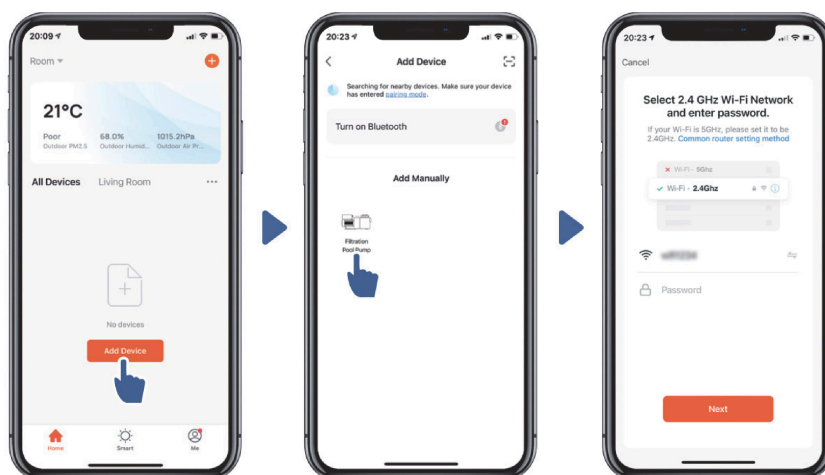 20:09
Room
21°C
Poor
68.0%
1015.2hPa
Outdoor PM2.5
Outdoor Humid...
Outdoor Air Pr...
All Devices
Living Room
...
No devices
Add Device
Home
Smart
Me
20:23
Add Device
Searching for nearby devices. Make sure your device
has entered pairing mode.
Turn on Bluetooth
Add Manually
Filtration
Pool Pump
20:23
Cancel
Select 2.4 GHz Wi-Fi Network
and enter password.
If your Wi-Fi is 5GHz, please set it to be
2.4GHz. Common router setting method
Wi-Fi - 5Ghz
Wi-Fi - 2.4Ghz
Password
Next